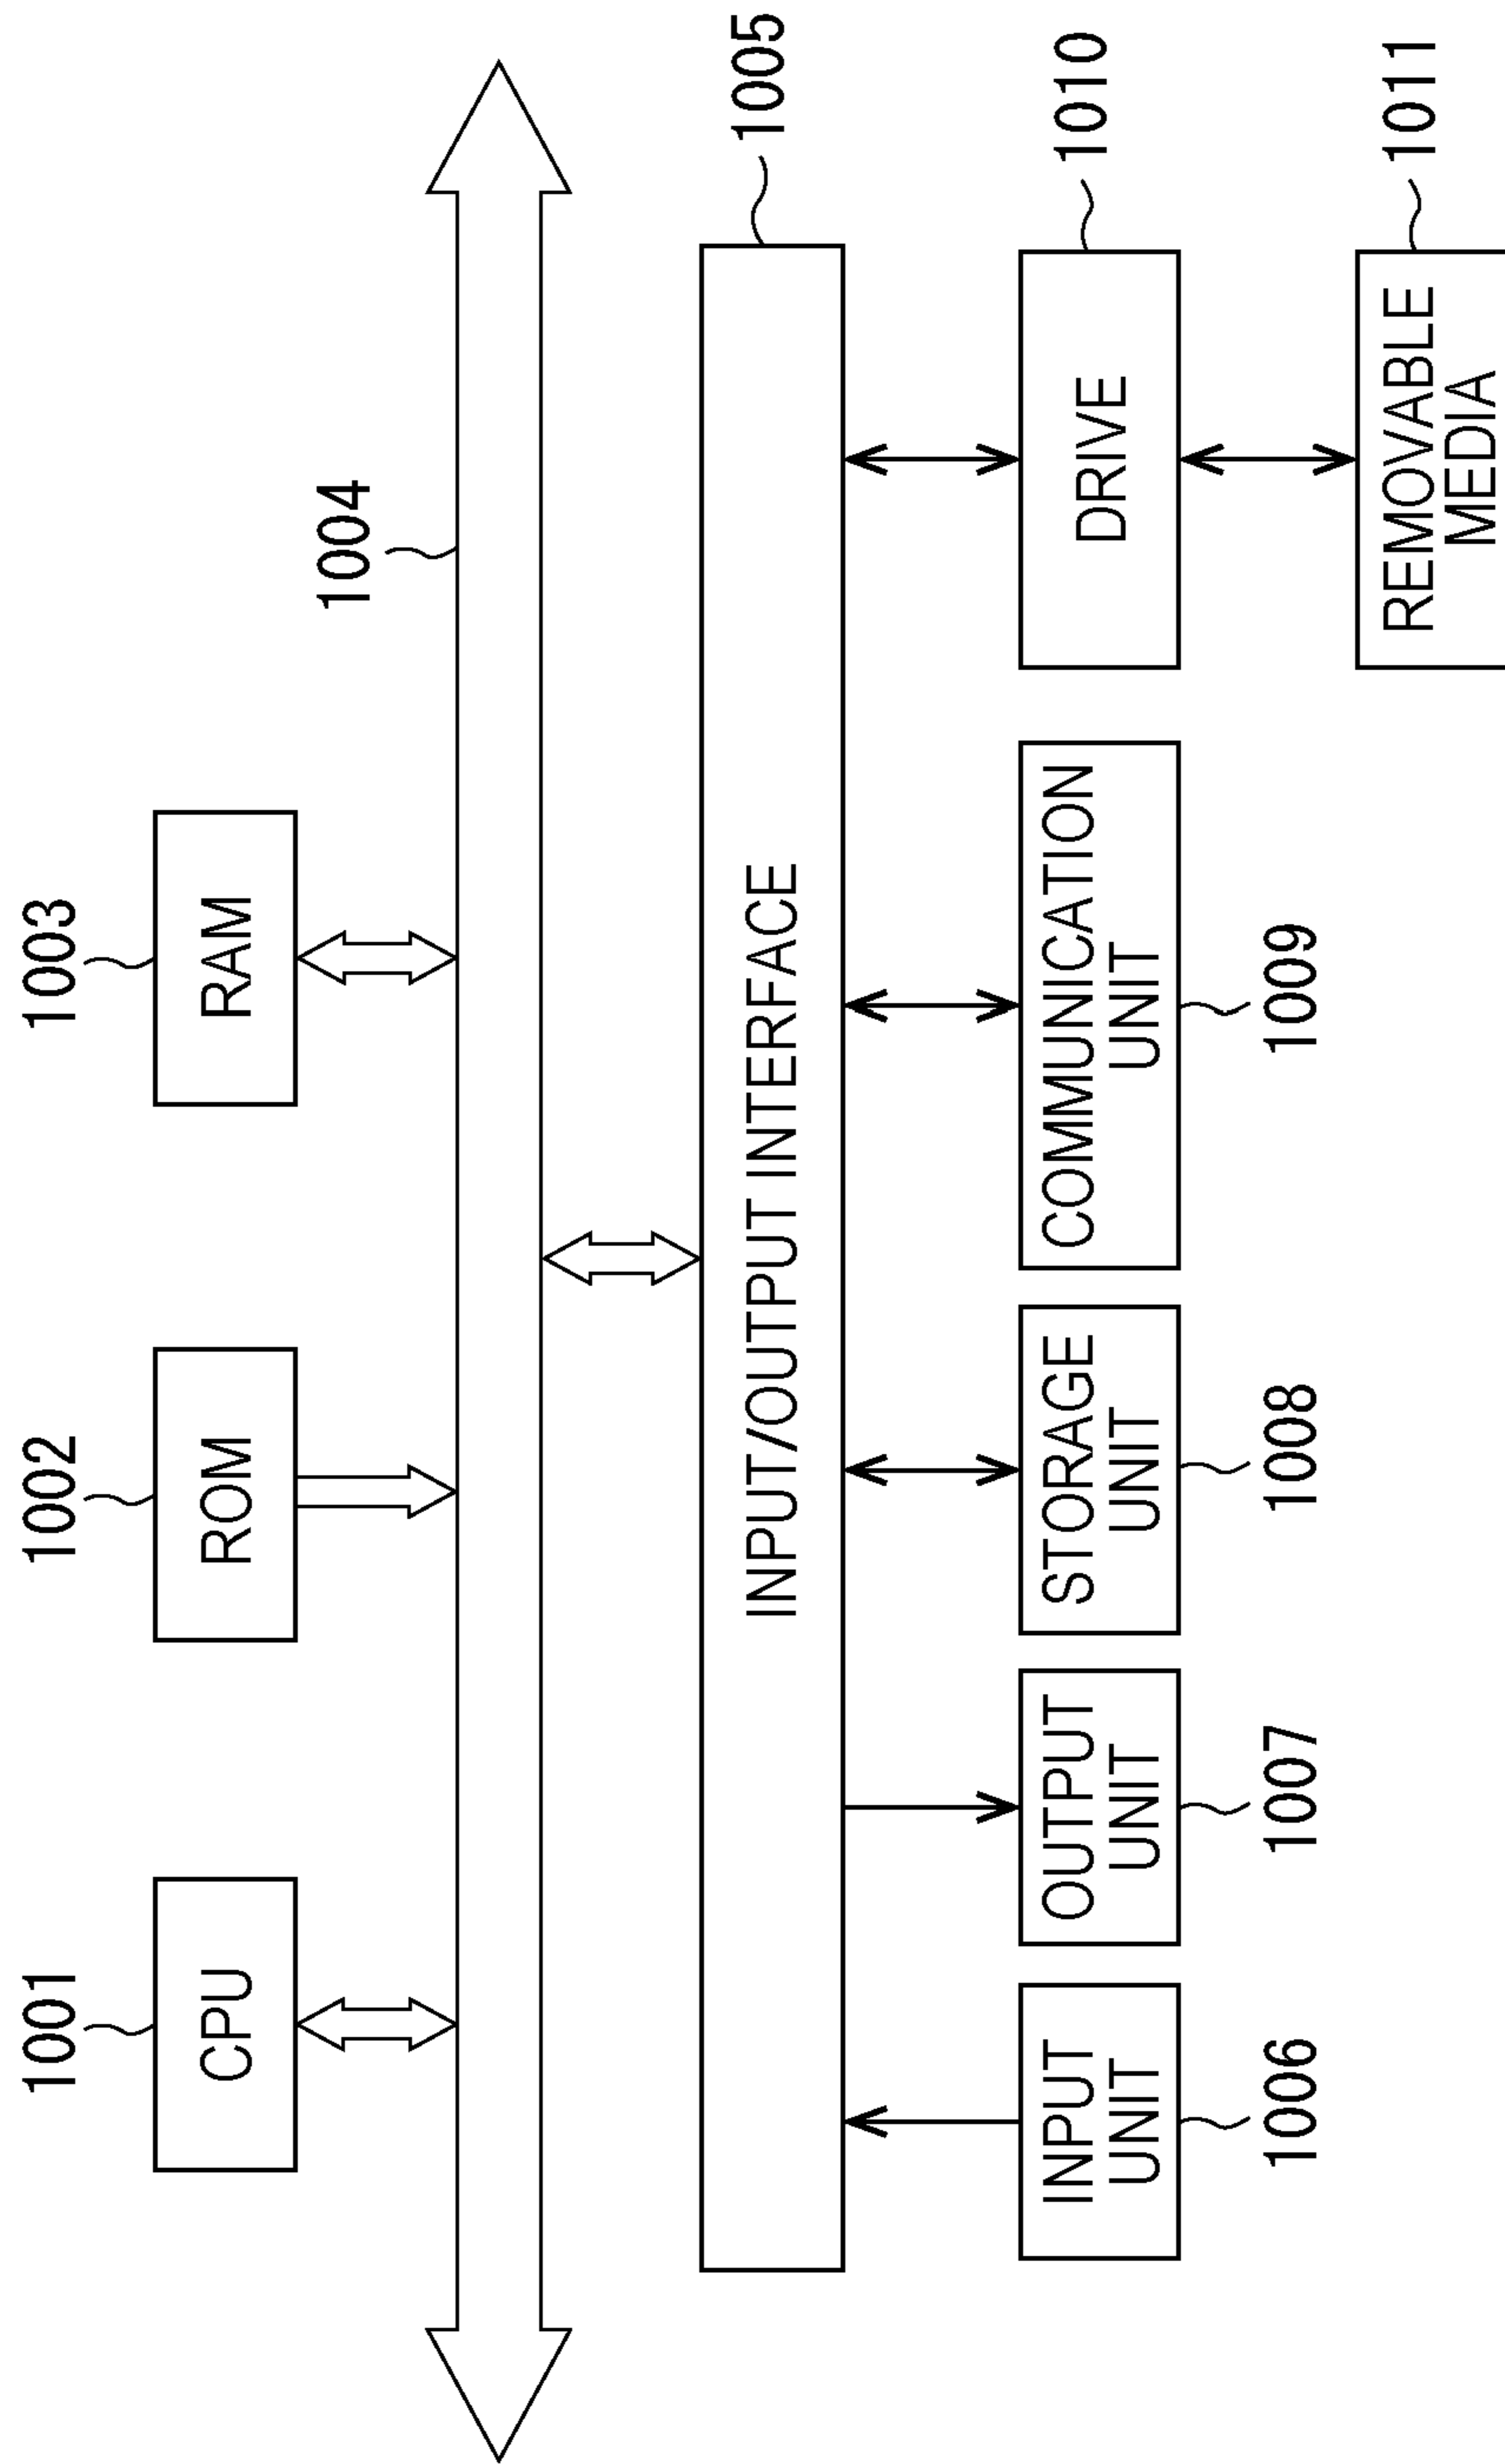 1001
1002
1003
CPU
ROM
RAM
1004
1005
INPUT/OUTPUT INTERFACE
INPUT
UNIT
OUTPUT
UNIT
STORAGE
UNIT
COMMUNICATION
UNIT
DRIVE
1010
1006
1007
1008
1009
REMOVABLE
MEDIA
1011